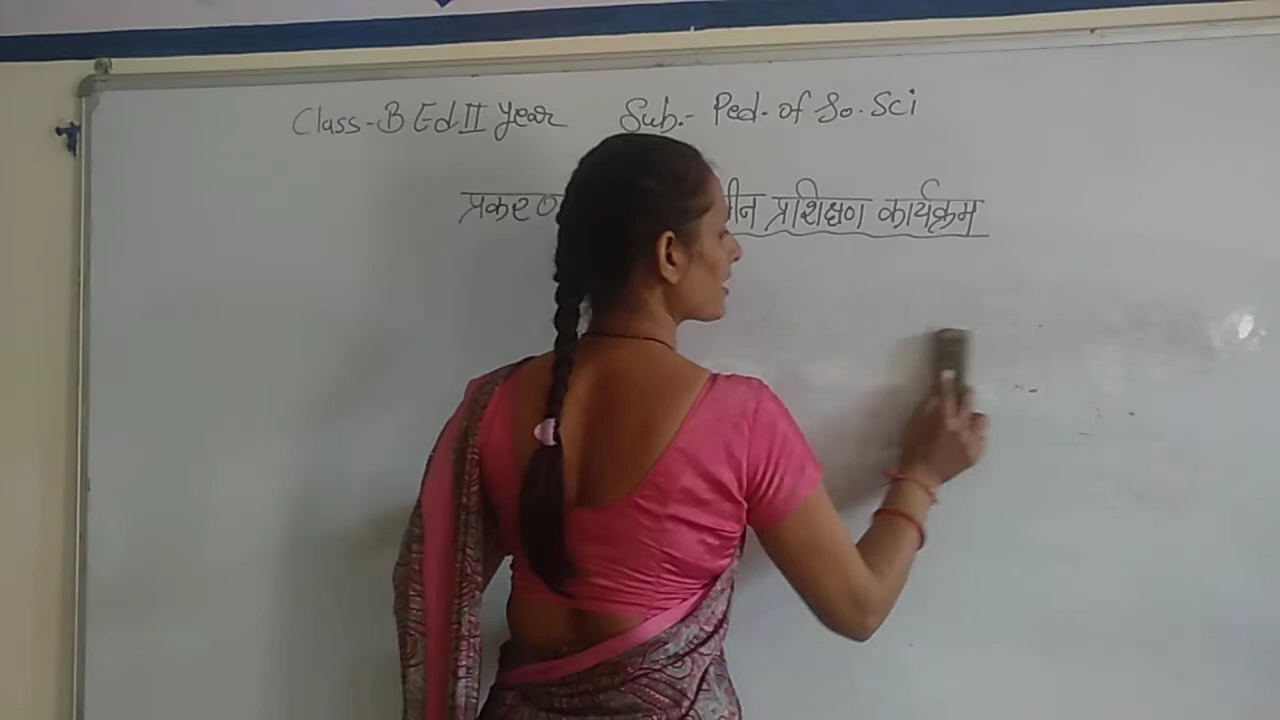 Class-B Ed II Year Sub.- Ped. of So. Sci
प्रकरण प्रशिक्षण कार्यक्रम